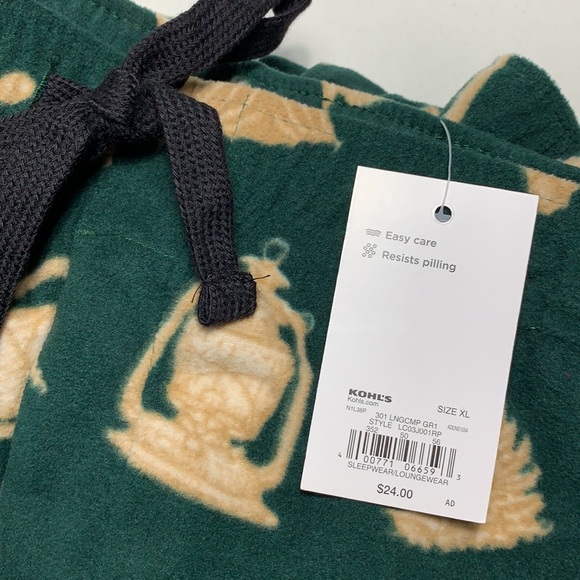 Easy care
Resists pilling
KOHL'S
Kohls.com
SIZE XL
N1L38P
301 LNGCMP GR1
STYLE LC03J001RP
352 50 56
4 00771 06659 3
SLEEPWEAR/LOUNGEWEAR
$24.00
AD